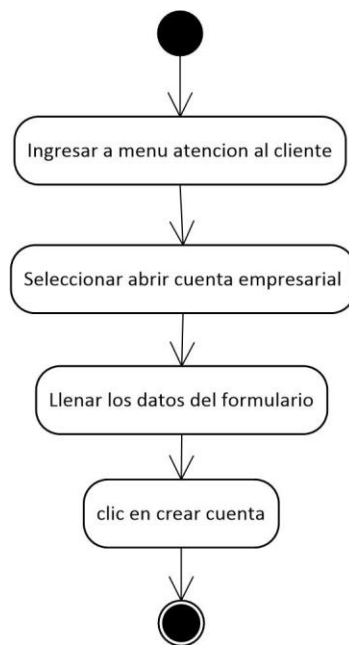 Ingresar a menu atencion al cliente
Seleccionar abrir cuenta empresarial
Llenar los datos del formulario
clic en crear cuenta